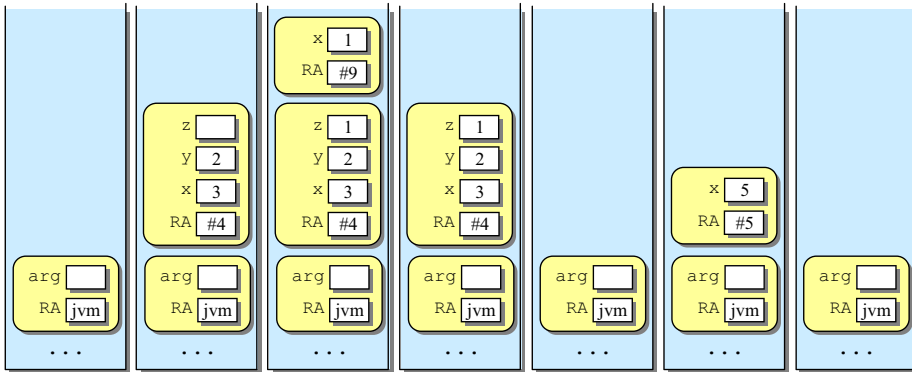 x 1
RA #9
z
y 2
x 3
RA #4
z 1
y 2
x 3
RA #4
z 1
y 2
x 3
RA #4
x 5
RA #5
arg
RA jvm
...
arg
RA jvm
...
arg
RA jvm
...
arg
RA jvm
...
arg
RA jvm
...
arg
RA jvm
...
arg
RA jvm
...